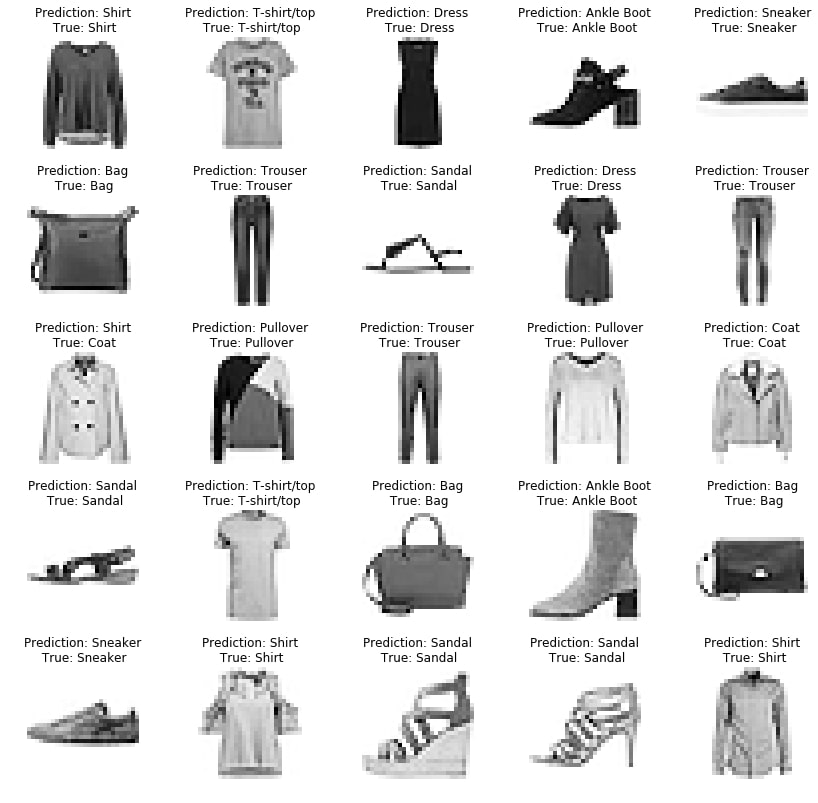 Prediction: Shirt
True: Shirt
Prediction: T-shirt/top
True: T-shirt/top
Prediction: Dress
True: Dress
Prediction: Ankle Boot
True: Ankle Boot
Prediction: Sneaker
True: Sneaker
Prediction: Bag
True: Bag
Prediction: Trouser
True: Trouser
Prediction: Sandal
True: Sandal
Prediction: Dress
True: Dress
Prediction: Trouser
True: Trouser
Prediction: Shirt
True: Coat
Prediction: Pullover
True: Pullover
Prediction: Trouser
True: Trouser
Prediction: Pullover
True: Pullover
Prediction: Coat
True: Coat
Prediction: Sandal
True: Sandal
Prediction: T-shirt/top
True: T-shirt/top
Prediction: Bag
True: Bag
Prediction: Ankle Boot
True: Ankle Boot
Prediction: Bag
True: Bag
Prediction: Sneaker
True: Sneaker
Prediction: Shirt
True: Shirt
Prediction: Sandal
True: Sandal
Prediction: Sandal
True: Sandal
Prediction: Shirt
True: Shirt